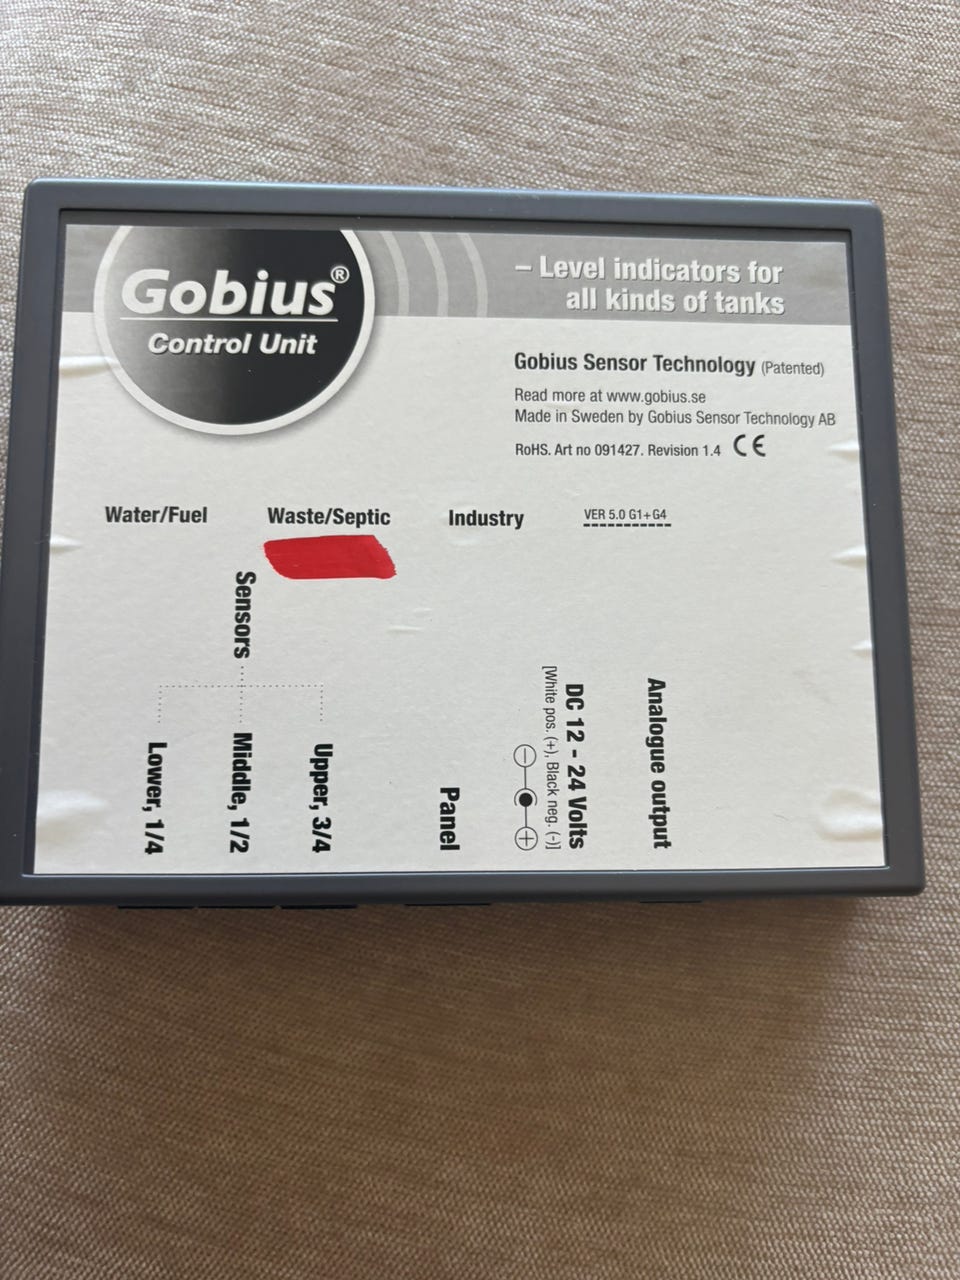 Gobius®
Control Unit
– Level indicators for
all kinds of tanks
Gobius Sensor Technology (Patented)
Read more at www.gobius.se
Made in Sweden by Gobius Sensor Technology AB
RoHS. Art no 091427. Revision 1.4 CE
Water/Fuel
Waste/Septic
Industry
VER 5.0 G1+G4
Sensors
Lower, 1/4
Middle, 1/2
Upper, 3/4
Panel
DC 12 - 24 Volts
[White pos. (+), Black neg. (-)]
- +
Analogue output